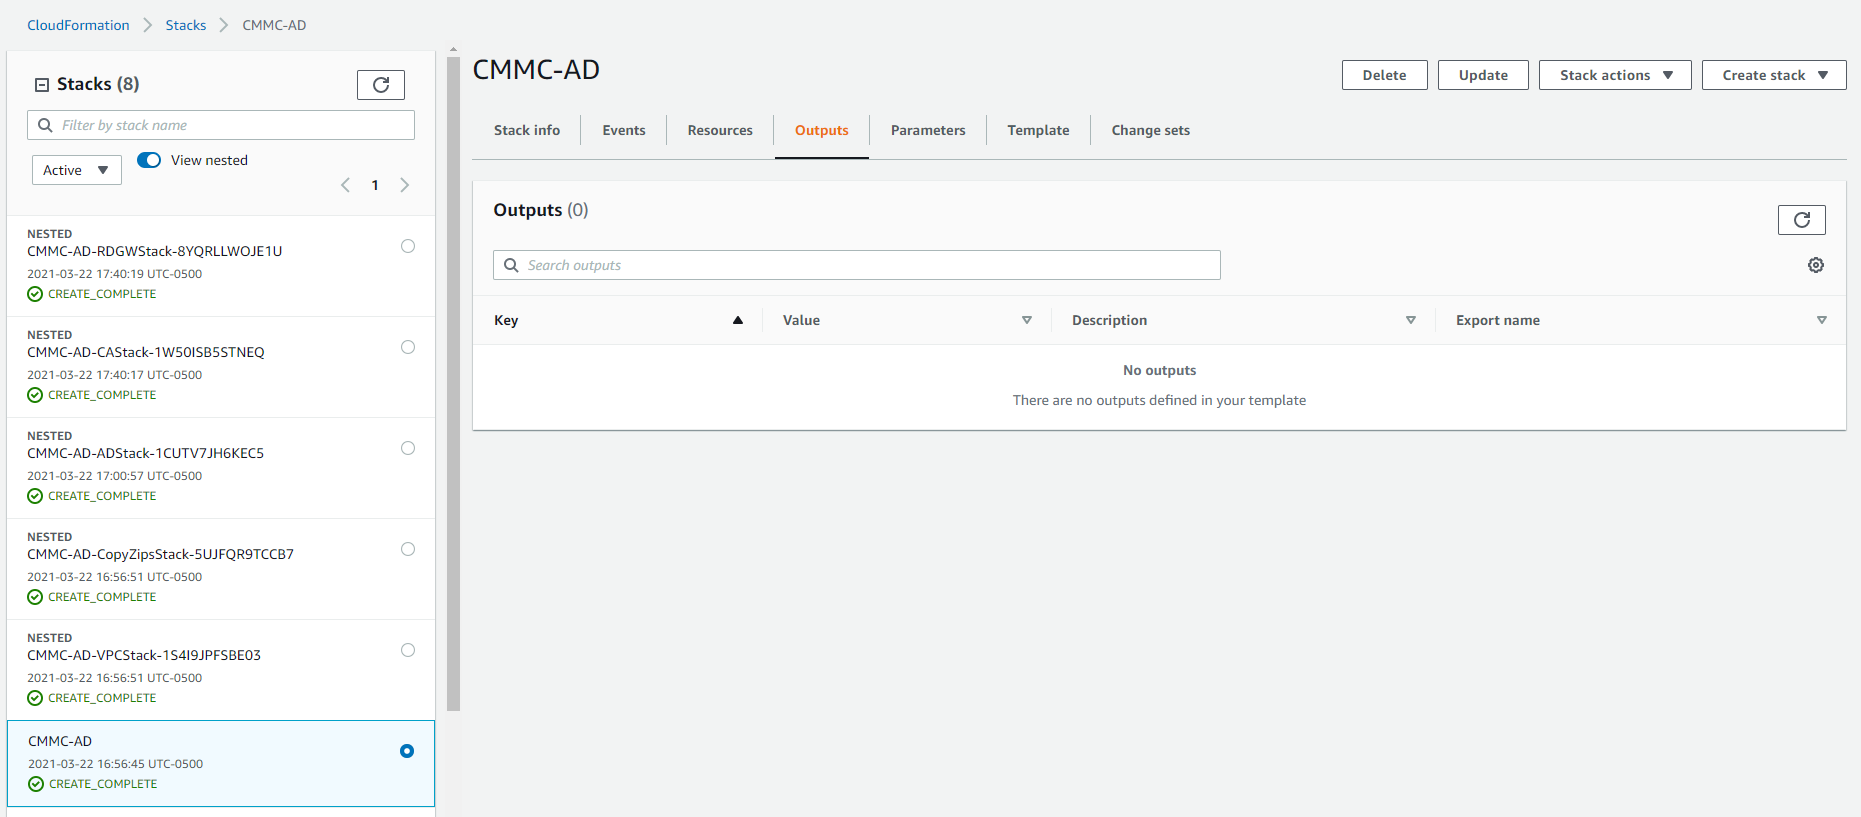 CloudFormation > Stacks > CMMC-AD
Stacks (8)
Filter by stack name
Active
View nested
1
NESTED
CMMC-AD-RDGWStack-8YQRLLWOJE1U
2021-03-22 17:40:19 UTC-0500
CREATE_COMPLETE
NESTED
CMMC-AD-CAStack-1W50ISB5STNEQ
2021-03-22 17:40:17 UTC-0500
CREATE_COMPLETE
NESTED
CMMC-AD-ADStack-1CUTV7JH6KEC5
2021-03-22 17:00:57 UTC-0500
CREATE_COMPLETE
NESTED
CMMC-AD-CopyZipsStack-5UJFQR9TCCB7
2021-03-22 16:56:51 UTC-0500
CREATE_COMPLETE
NESTED
CMMC-AD-VPCStack-1S4I9JPFSBE03
2021-03-22 16:56:51 UTC-0500
CREATE_COMPLETE
CMMC-AD
2021-03-22 16:56:45 UTC-0500
CREATE_COMPLETE
CMMC-AD
Delete Update Stack actions Create stack
Stack info Events Resources Outputs Parameters Template Change sets
Outputs (0)
Search outputs
Key Value Description Export name
No outputs
There are no outputs defined in your template